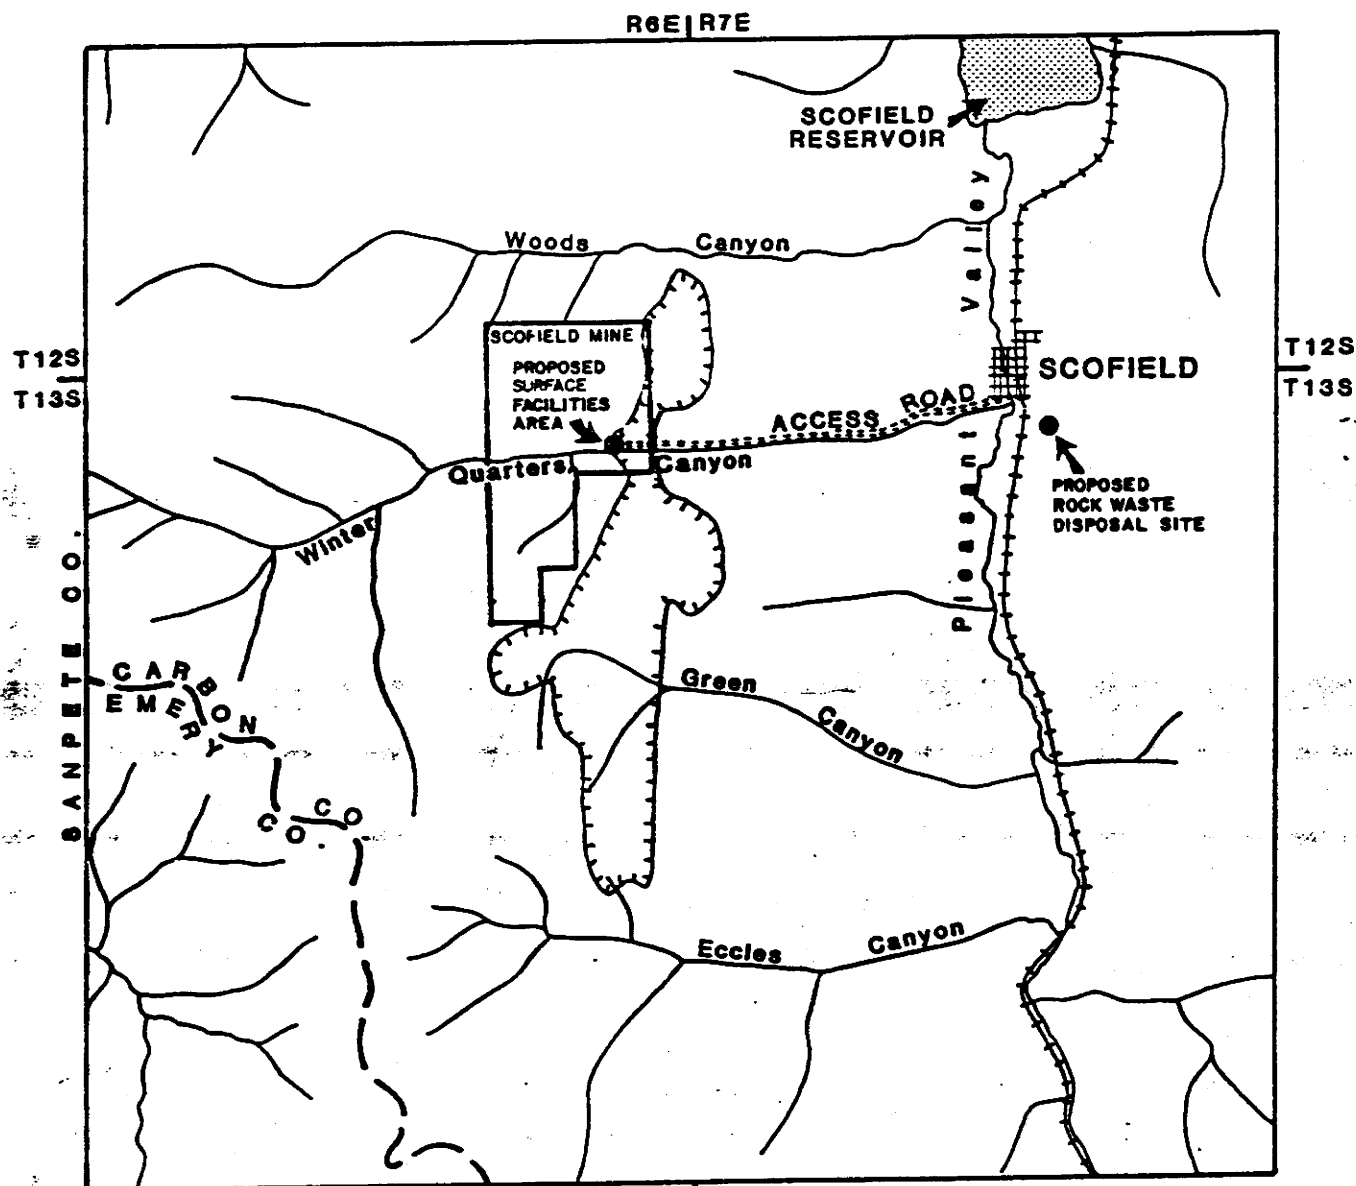 R6E R7E
SCOFIELD
RESERVOIR
Pleasant Valley
Woods Canyon
SCOFIELD MINE
PROPOSED
SURFACE
FACILITIES
AREA
T12S
T13S
T12S
T13S
SCOFIELD
ACCESS ROAD
Winter Quarters Canyon
PROPOSED
ROCK WASTE
DISPOSAL SITE
SANPETE CO.
CARBON CO.
EMERY CO.
Green Canyon
Eccles Canyon